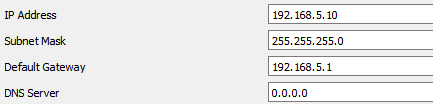 IP Address 192.168.5.10
Subnet Mask 255.255.255.0
Default Gateway 192.168.5.1
DNS Server 0.0.0.0